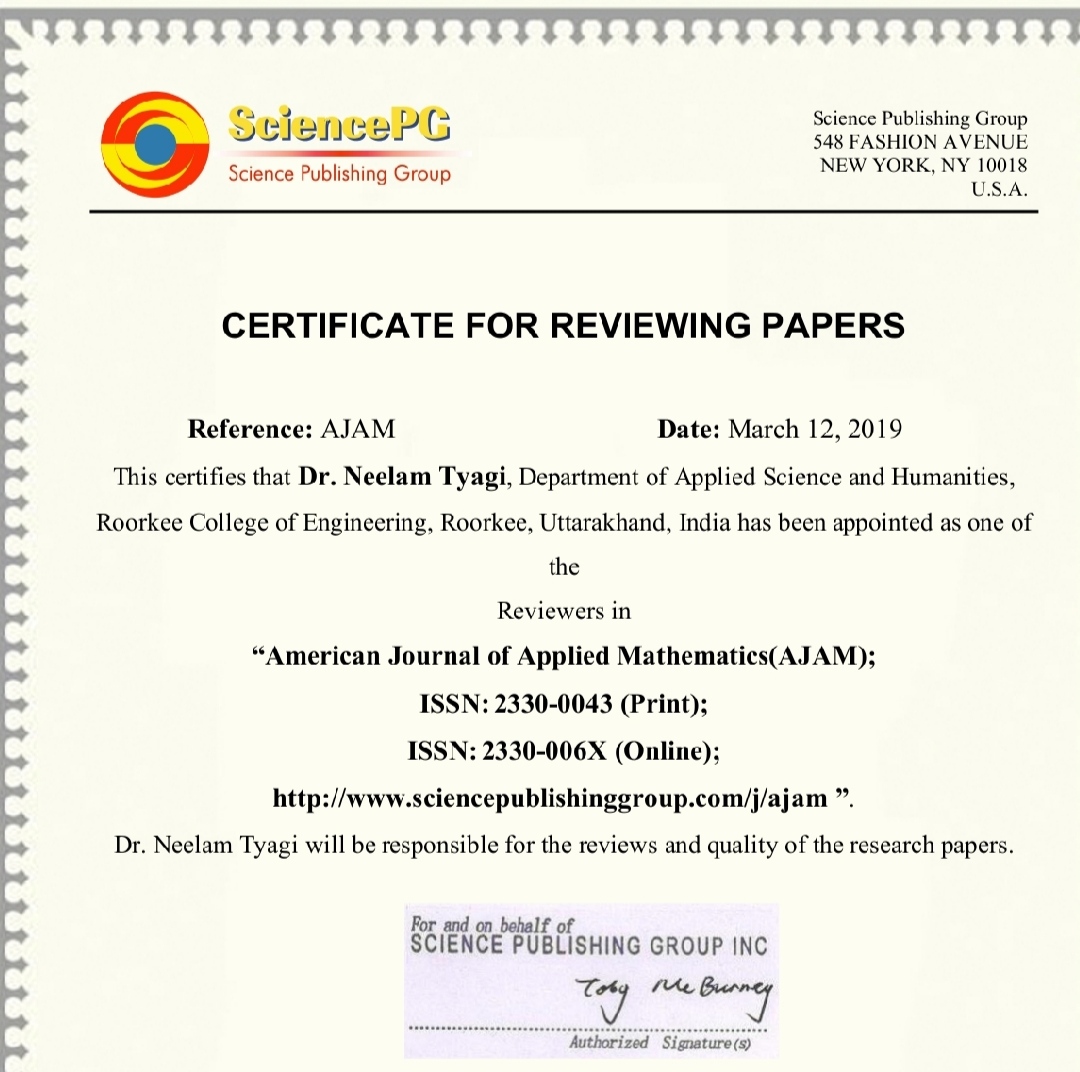 SciencePG
Science Publishing Group
Science Publishing Group
548 FASHION AVENUE
NEW YORK, NY 10018
U.S.A.
CERTIFICATE FOR REVIEWING PAPERS
Reference: AJAM Date: March 12, 2019
This certifies that Dr. Neelam Tyagi, Department of Applied Science and Humanities,
Roorkee College of Engineering, Roorkee, Uttarakhand, India has been appointed as one of
the
Reviewers in
“American Journal of Applied Mathematics(AJAM);
ISSN: 2330-0043 (Print);
ISSN: 2330-006X (Online);
http://www.sciencepublishinggroup.com/j/ajam ”.
Dr. Neelam Tyagi will be responsible for the reviews and quality of the research papers.
For and on behalf of
SCIENCE PUBLISHING GROUP INC
Toby McBurney
Authorized Signature(s)